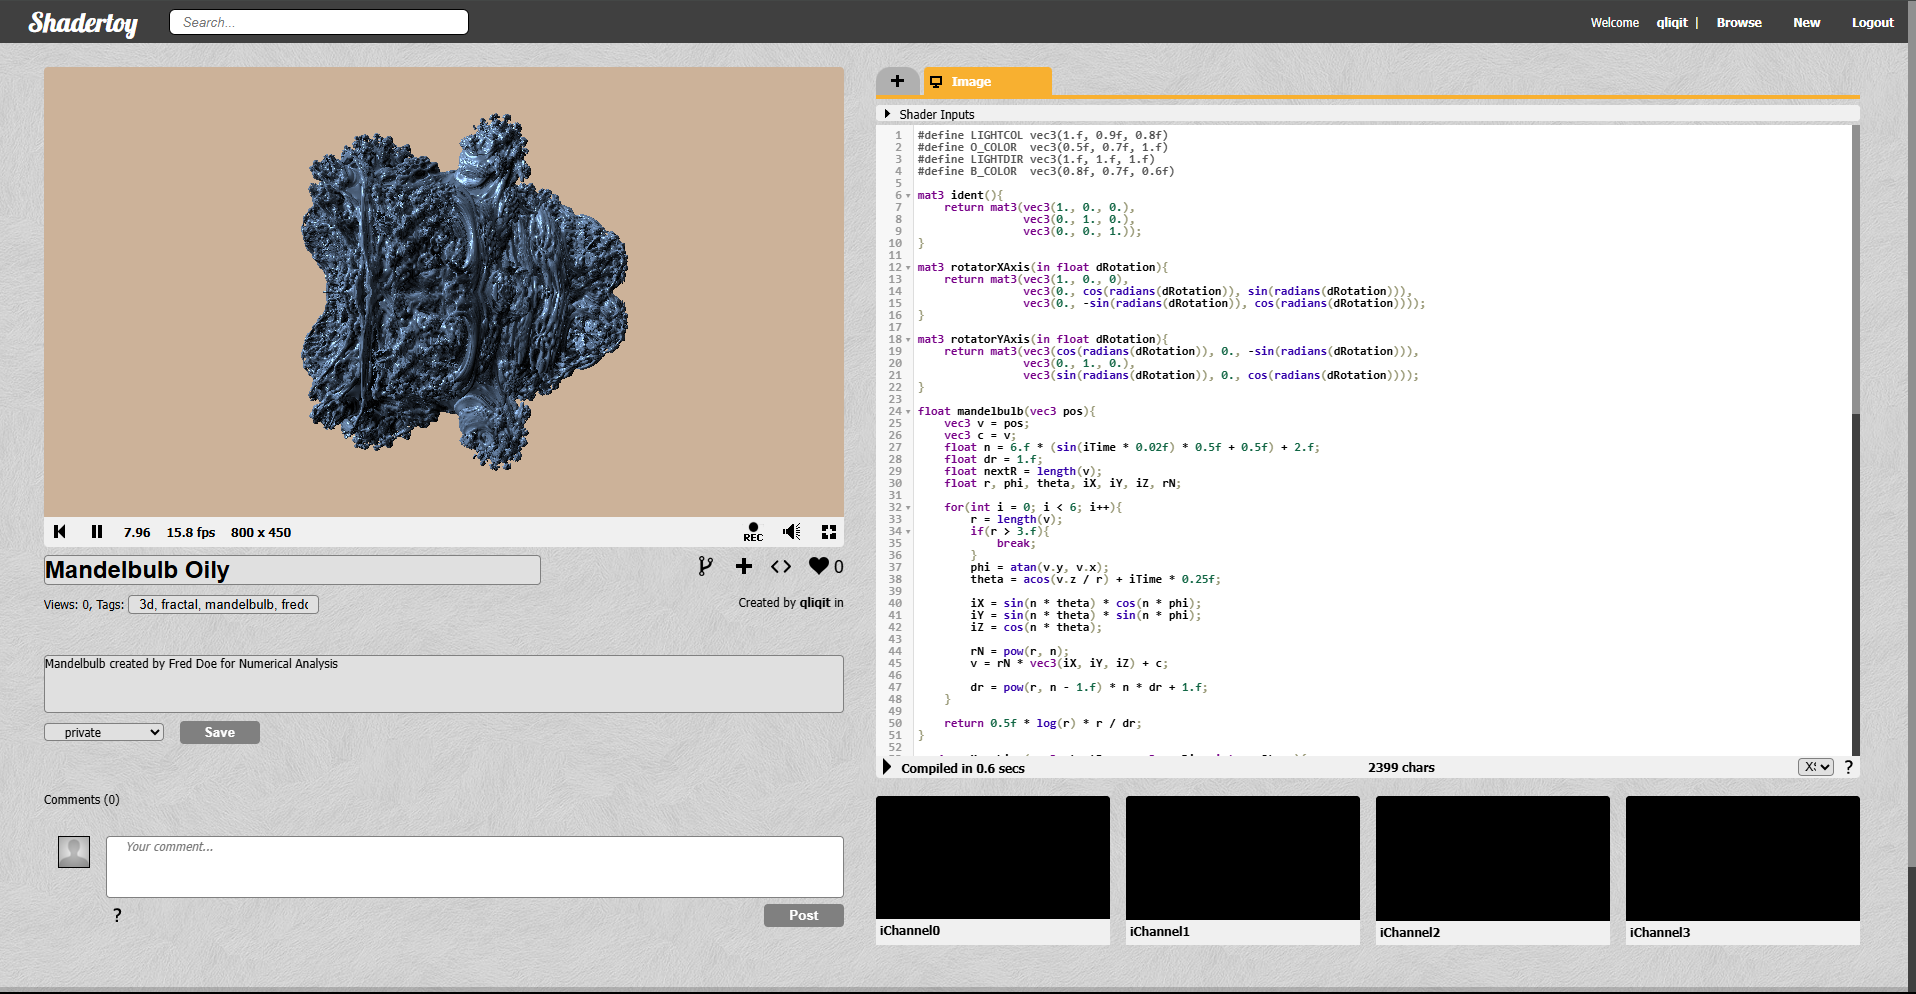 Shadertoy
Search...
Welcome qliqit | Browse New Logout
7.96 15.8 fps 800 x 450
REC
Mandelbulb Oily
0
Views: 0, Tags: 3d, fractal, mandelbulb, fredc
Created by qliqit in
Mandelbulb created by Fred Doe for Numerical Analysis
private
Save
Comments (0)
Your comment...
?
Post
+
Image
Shader Inputs
1 #define LIGHTCOL vec3(1.f, 0.9f, 0.8f)
2 #define O_COLOR  vec3(0.5f, 0.7f, 1.f)
3 #define LIGHTDIR vec3(1.f, 1.f, 1.f)
4 #define B_COLOR  vec3(0.8f, 0.7f, 0.6f)
5
6 mat3 ident(){
7     return mat3(vec3(1., 0., 0.),
8                 vec3(0., 1., 0.),
9                 vec3(0., 0., 1.));
10 }
11
12 mat3 rotatorXAxis(in float dRotation){
13     return mat3(vec3(1., 0., 0),
14                 vec3(0., cos(radians(dRotation)), sin(radians(dRotation))),
15                 vec3(0., -sin(radians(dRotation)), cos(radians(dRotation))));
16 }
17
18 mat3 rotatorYAxis(in float dRotation){
19     return mat3(vec3(cos(radians(dRotation)), 0., -sin(radians(dRotation))),
20                 vec3(0., 1., 0.),
21                 vec3(sin(radians(dRotation)), 0., cos(radians(dRotation))));
22 }
23
24 float mandelbulb(vec3 pos){
25     vec3 v = pos;
26     vec3 c = v;
27     float n = 6.f * (sin(iTime * 0.02f) * 0.5f + 0.5f) + 2.f;
28     float dr = 1.f;
29     float nextR = length(v);
30     float r, phi, theta, iX, iY, iZ, rN;
31
32     for(int i = 0; i < 6; i++){
33         r = length(v);
34         if(r > 3.f){
35             break;
36         }
37         phi = atan(v.y, v.x);
38         theta = acos(v.z / r) + iTime * 0.25f;
39
40         iX = sin(n * theta) * cos(n * phi);
41         iY = sin(n * theta) * sin(n * phi);
42         iZ = cos(n * theta);
43
44         rN = pow(r, n);
45         v = rN * vec3(iX, iY, iZ) + c;
46
47         dr = pow(r, n - 1.f) * n * dr + 1.f;
48     }
49
50     return 0.5f * log(r) * r / dr;
51 }
52
Compiled in 0.6 secs 2399 chars ?
iChannel0 iChannel1 iChannel2 iChannel3